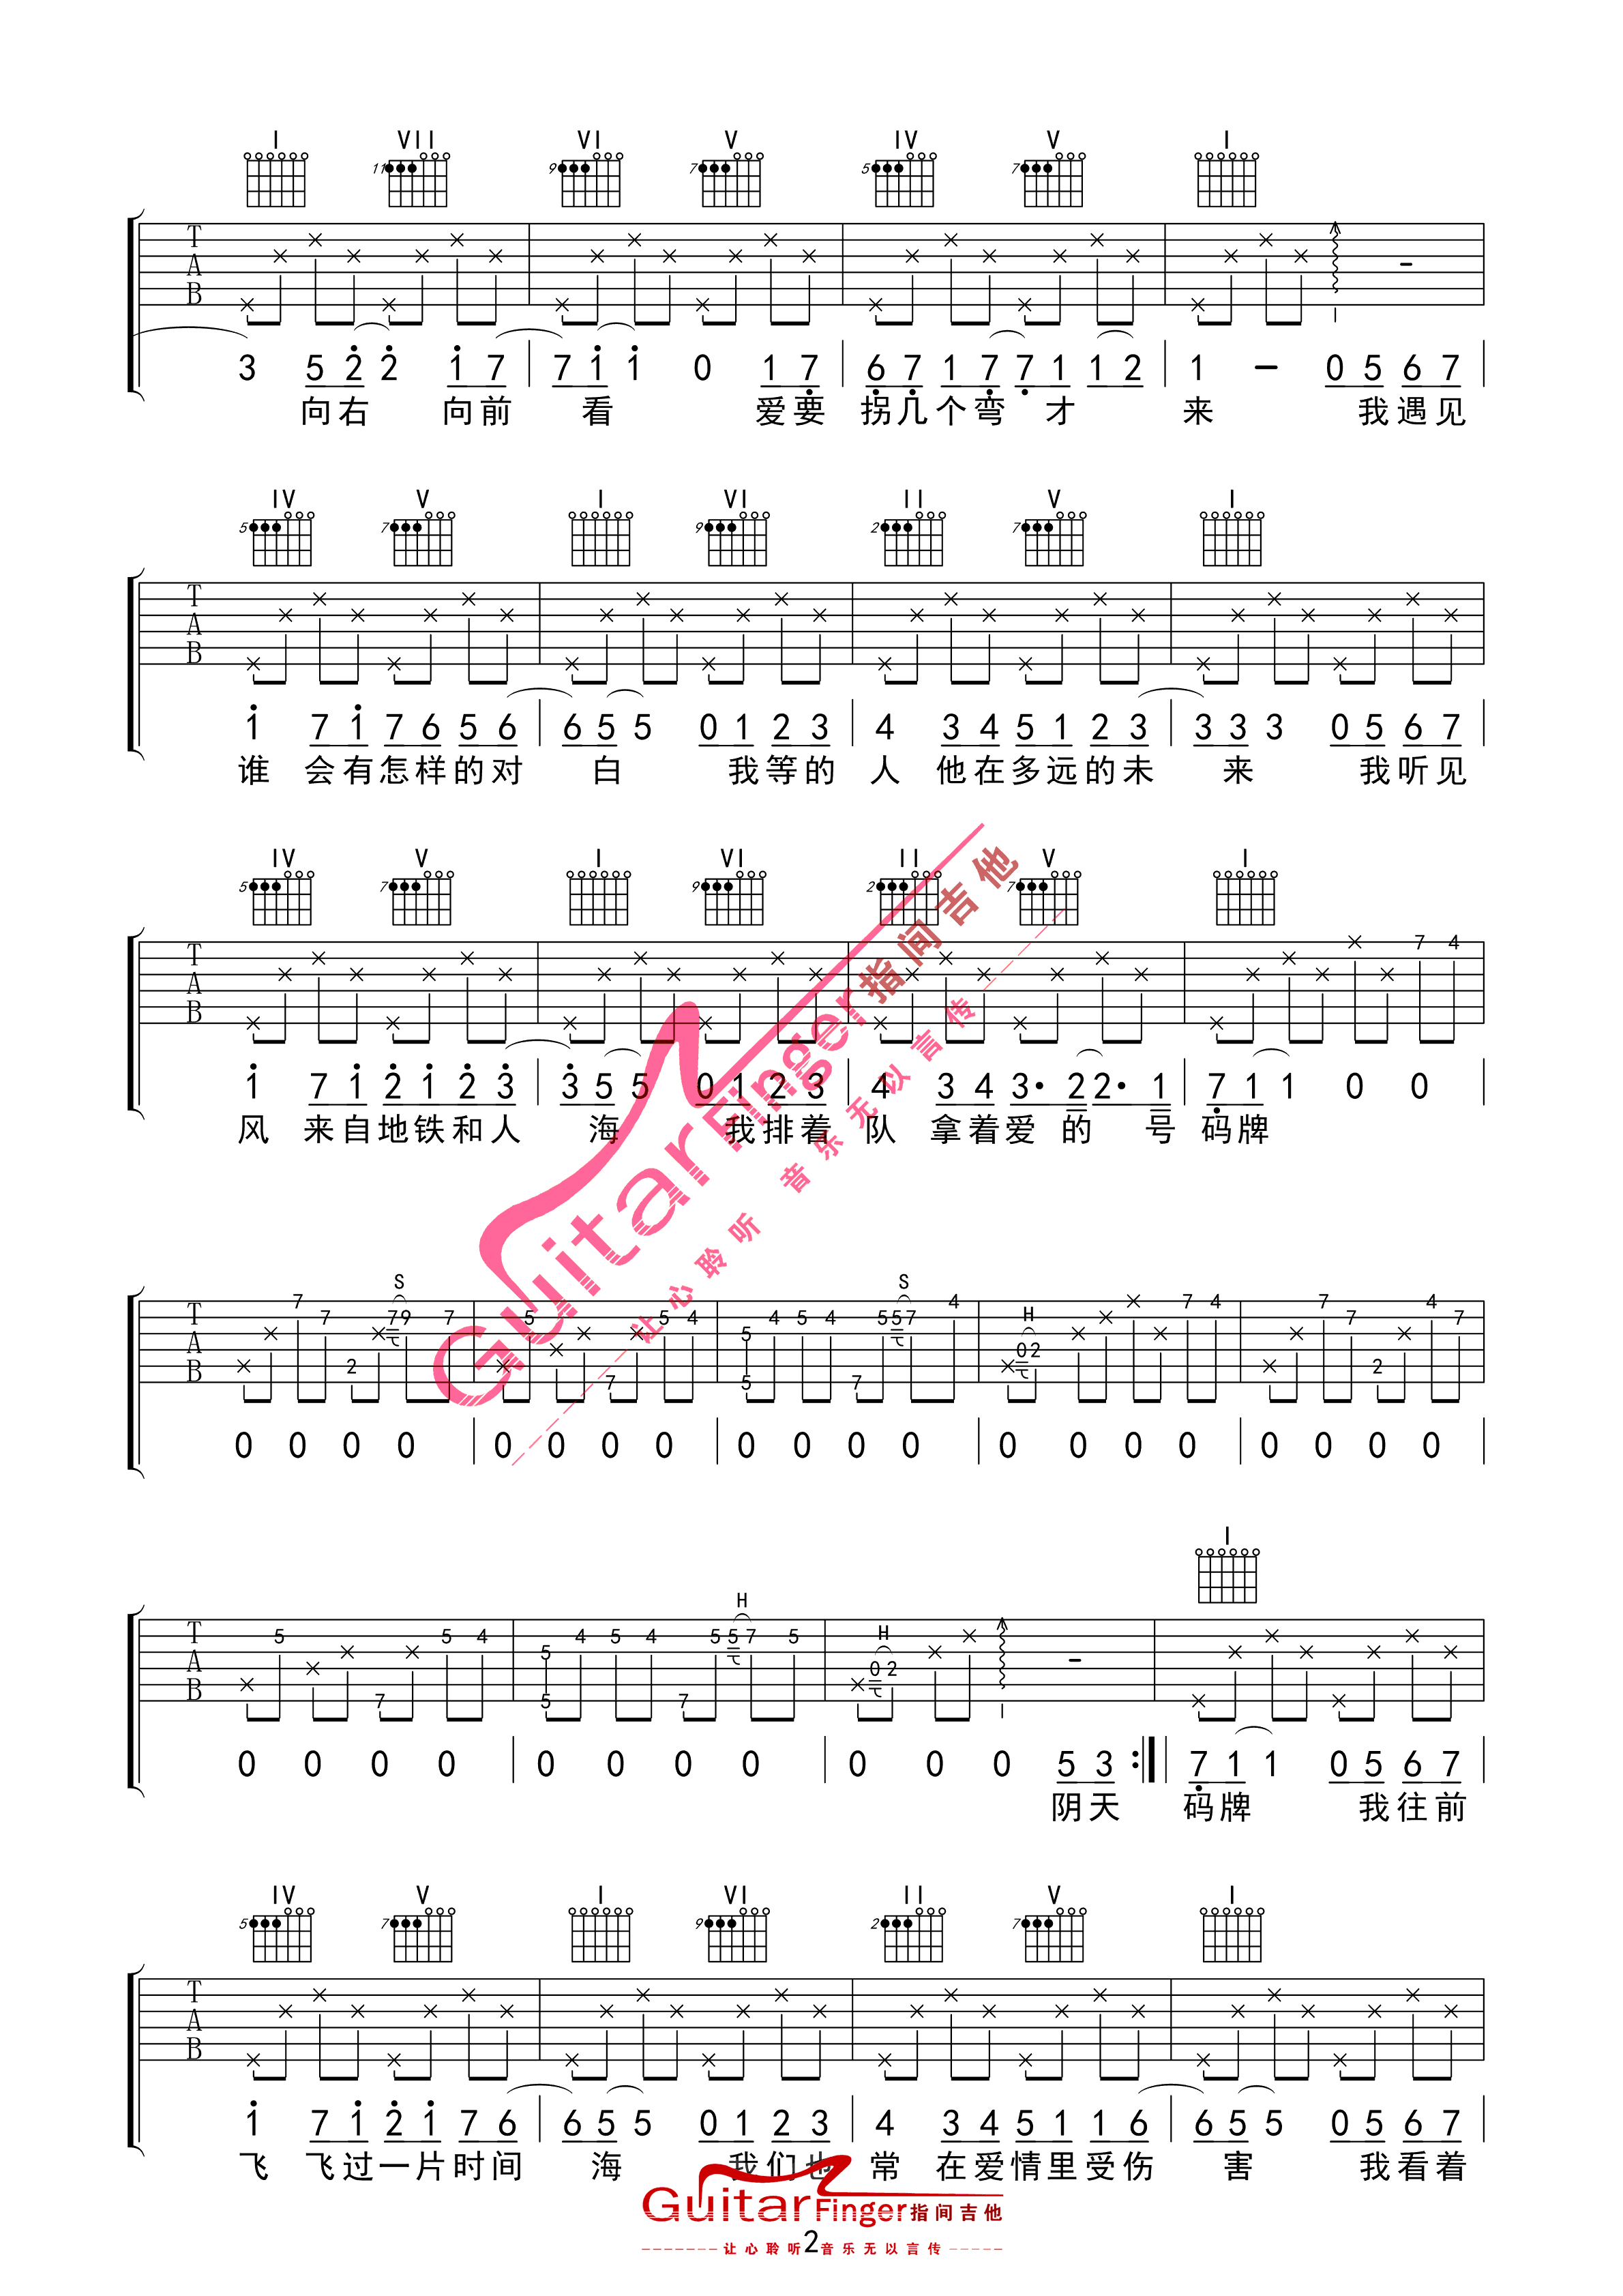 I VII VI V IV V I
11 9 7 5 7
T
A
B
3 5 2 2 1 7 7 1 1 0 1 7 6 7 1 7 7 1 1 2 1 – 0 5 6 7
向右 向前 看 爱要 拐几个弯 才 来 我遇见
IV V I VI II V I
5 7 9 2 7
T
A
B
1 7 1 7 6 5 6 6 5 5 0 1 2 3 4 3 4 5 1 2 3 3 3 3 0 5 6 7
谁 会有怎样的对 白 我等的 人 他在多远的未 来 我听见
IV V I VI II V I
5 7 9 2 7
T
A
B
7 4
1 7 1 2 1 2 3 3 5 5 0 1 2 3 4 3 4 3· 2 2· 1 7 1 1 0 0
风 来自地铁和人 海 我排着 队 拿着爱 的 号 码牌
GuitarFinger指间吉他
让心聆听 音乐无以言传
S S H
T
A
B
7 7 2 7 9 7 5 7 5 4 5 5 4 5 4 7 5 5 7 4 0 2 7 4 7 7 2 4 7
0 0 0 0 0 0 0 0 0 0 0 0 0 0 0 0 0 0 0 0
I
H H
T
A
B
5 7 5 4 5 5 4 5 4 7 5 5 7 5 0 2 –
0 0 0 0 0 0 0 0 0 0 0 5 3 7 1 1 0 5 6 7
阴天 码牌 我往前
IV V I VI II V I
5 7 9 2 7
T
A
B
1 7 1 2 1 7 6 6 5 5 0 1 2 3 4 3 4 5 1 1 6 6 5 5 0 5 6 7
飞 飞过一片时间 海 我们也 常 在爱情里受伤 害 我看着
GuitarFinger指间吉他
让心聆听 2 音乐无以言传